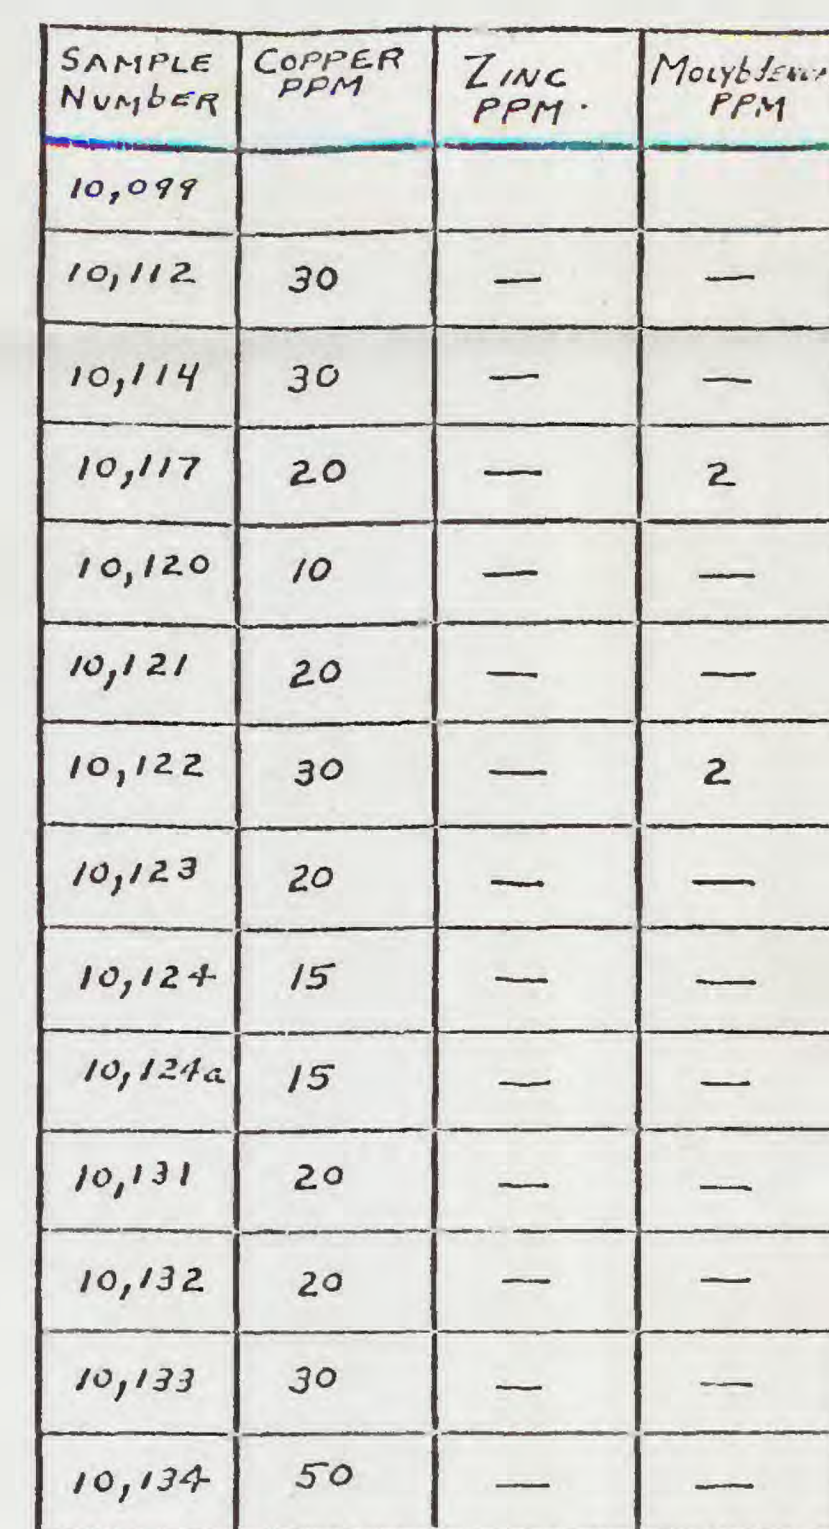 SAMPLE NUMBER COPPER PPM ZINC PPM. PPM
10,099
10,112 30 — —
10,114 30 — —
10,117 20 — 2
10,120 10 — —
10,121 20 — —
10,122 30 — 2
10,123 20 — —
10,124 15 — —
10,124a 15 — —
10,131 20 — —
10,132 20 — —
10,133 30 — —
10,134 50 — —